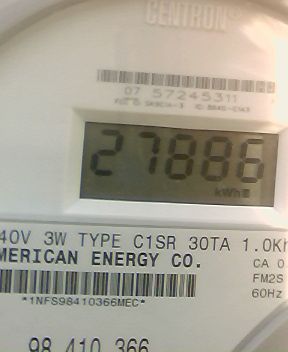 CENTRON®
07 57245311
27886
kWh
40V 3W TYPE C1SR 30TA 1.0Kh
MERICAN ENERGY CO.
CA 0.
FM2S
60Hz
*1NFS98410366MEC*
98 410 366